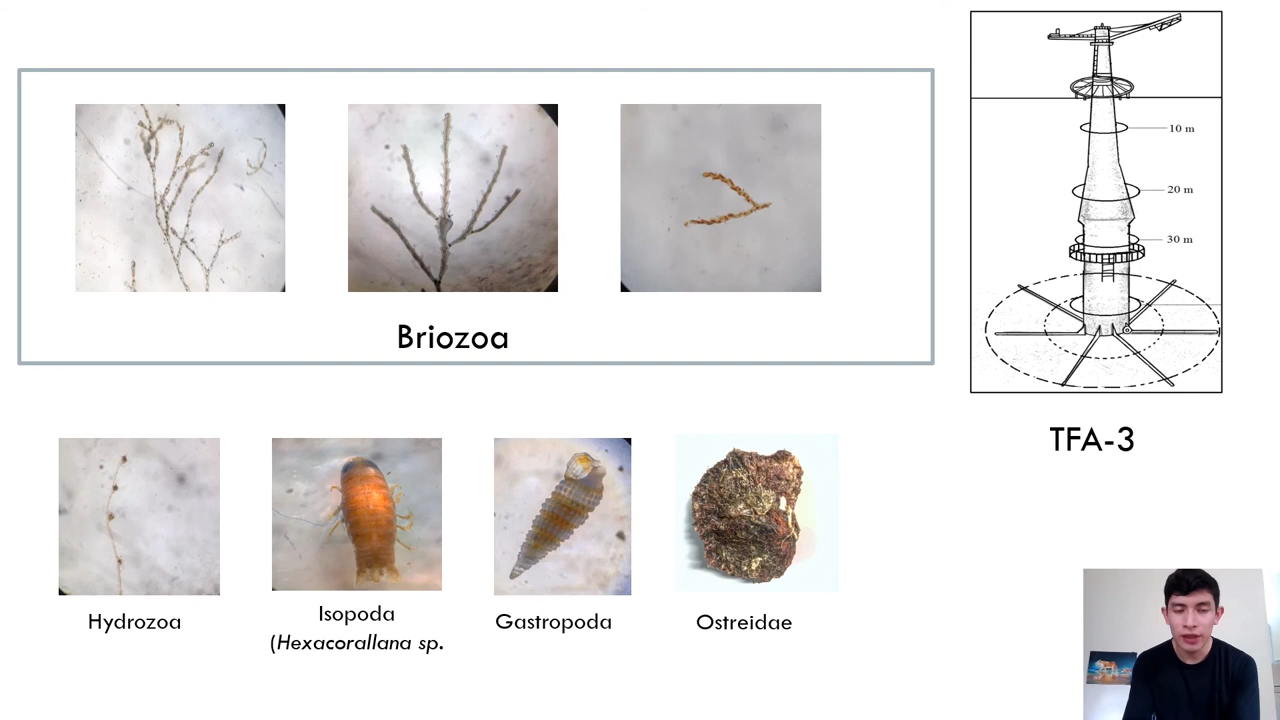 Briozoa
10 m
20 m
30 m
TFA-3
Hydrozoa
Isopoda
(Hexacorallana sp.
Gastropoda
Ostreidae